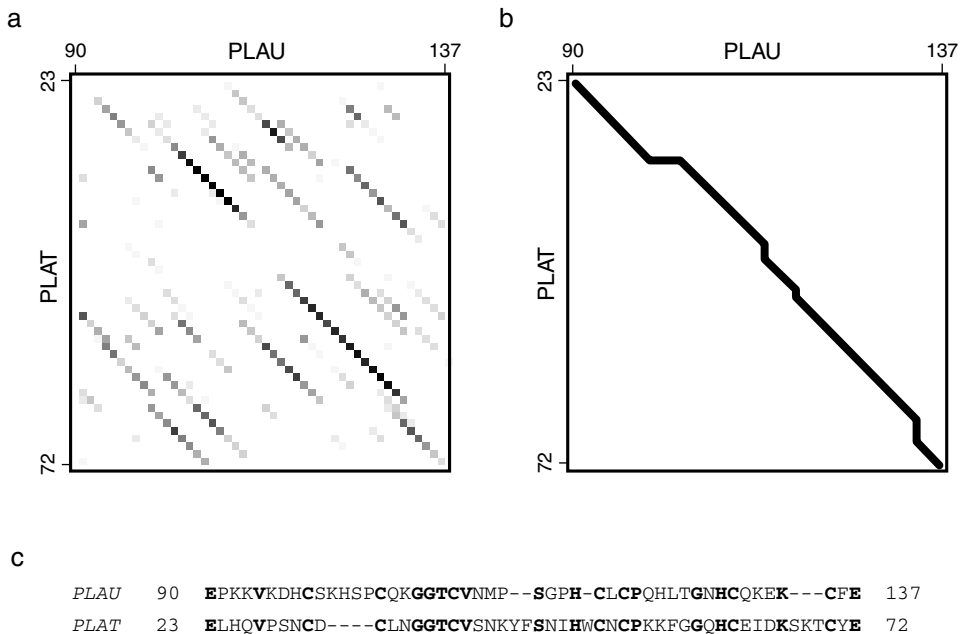 a
b
90 PLAU 137
90 PLAU 137
23
23
PLAT
PLAT
72
72
c
PLAU 90 EPKKVKDHCSKHSPCQKGGTCVNMP--SGPH-CLCPQHLTGNHCQKEK---CFE 137
PLAT 23 ELHQVPSNCD----CLNGGTCVSNKYFSNIHWCNCPKKFGGQHCEIDKSKTCYE 72